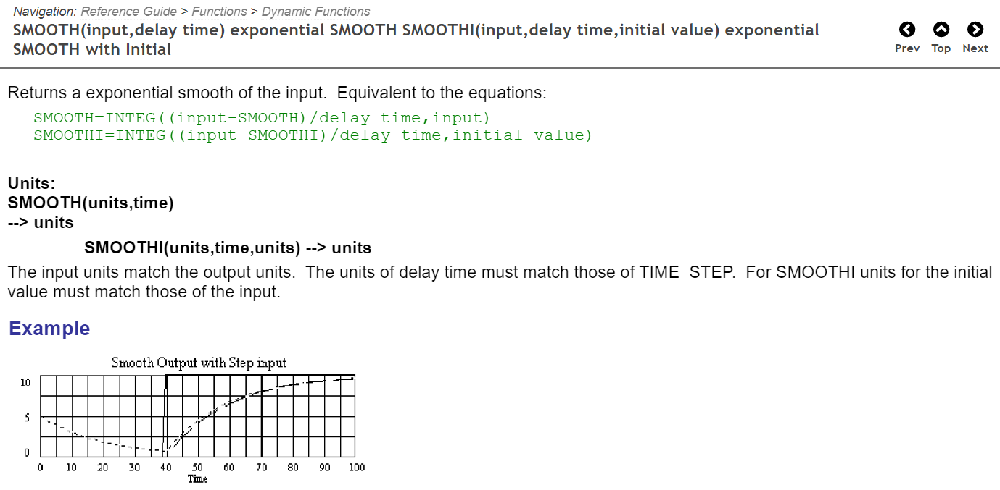 Navigation: Reference Guide > Functions > Dynamic Functions
SMOOTH(input,delay time) exponential SMOOTH SMOOTHI(input,delay time,initial value) exponential
SMOOTH with Initial
Prev Top Next
Returns a exponential smooth of the input.  Equivalent to the equations:
SMOOTH=INTEG((input-SMOOTH)/delay time,input)
SMOOTHI=INTEG((input-SMOOTHI)/delay time,initial value)
Units:
SMOOTH(units,time)
--> units
SMOOTHI(units,time,units) --> units
The input units match the output units.  The units of delay time must match those of TIME  STEP.  For SMOOTHI units for the initial
value must match those of the input.
Example
Smooth Output with Step input
10
5
0
0 10 20 30 40 50 60 70 80 90 100
Time